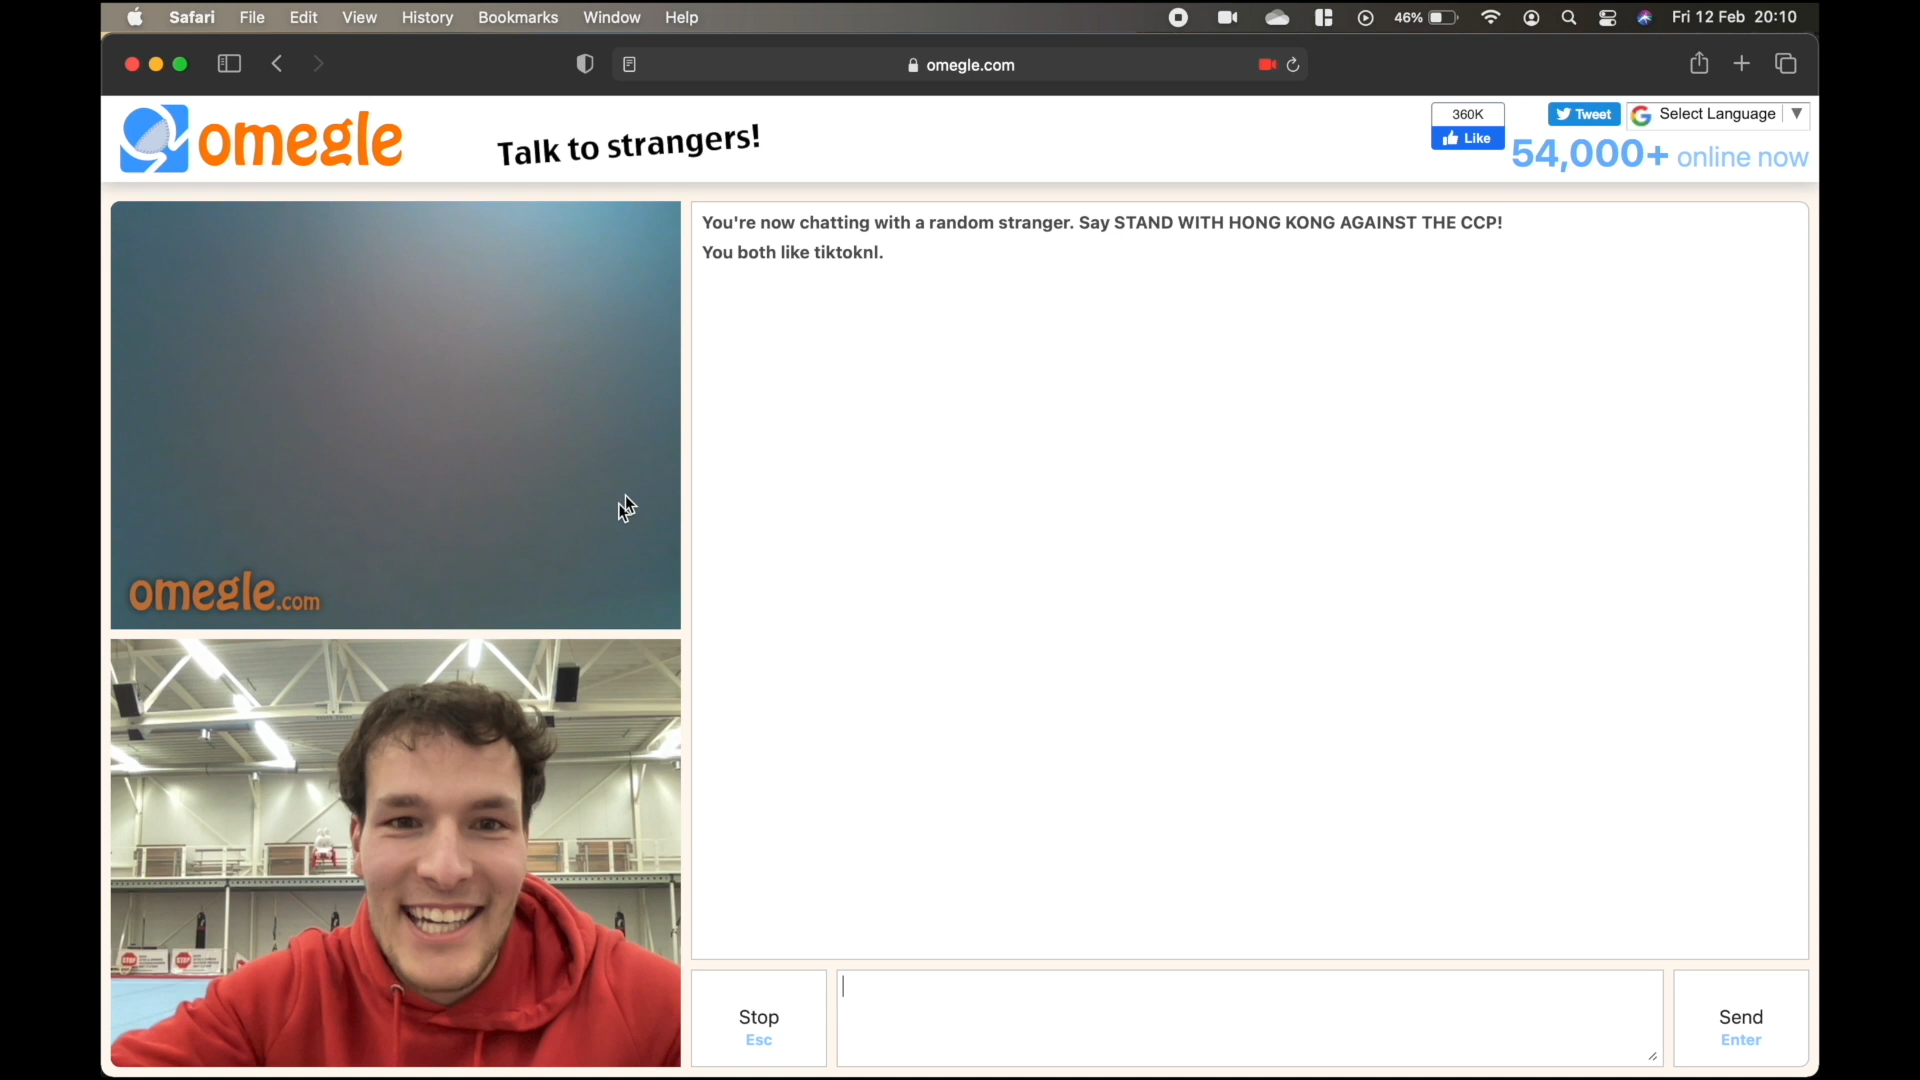 Safari File Edit View History Bookmarks Window Help 46% Fri 12 Feb 20:10
omegle.com
omegle Talk to strangers!
360K
Like
Tweet
Select Language
54,000+ online now
You're now chatting with a random stranger. Say STAND WITH HONG KONG AGAINST THE CCP!
You both like tiktoknl.
omegle.com
STOP STOP
Stop
Esc
Send
Enter